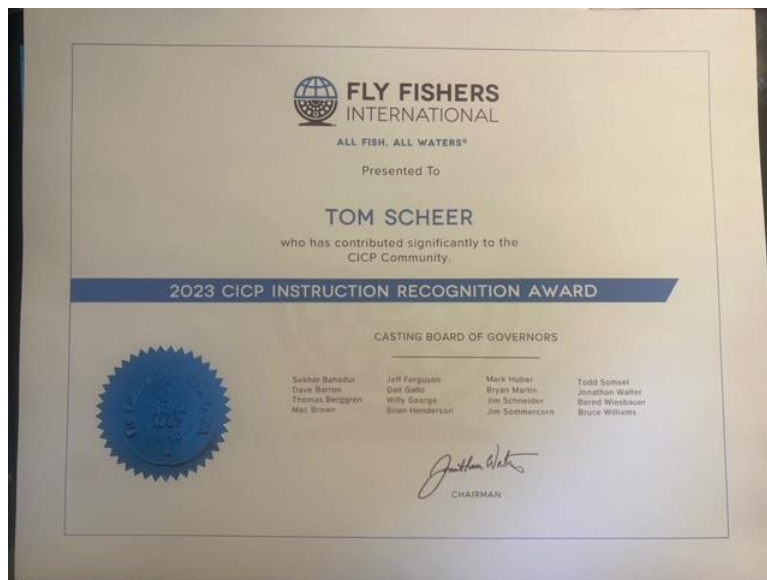 FLY FISHERS
INTERNATIONAL
ALL FISH, ALL WATERS®
Presented To
TOM SCHEER
who has contributed significantly to the
CICP Community.
2023 CICP INSTRUCTION RECOGNITION AWARD
CASTING BOARD OF GOVERNORS
Sekhar Bahadur
Dave Barron
Thomas Berggren
Mac Brown
Jeff Ferguson
Gail Gallo
Willy George
Brian Henderson
Mark Huber
Bryan Martin
Jim Schneider
Jim Sommercorn
Todd Somsel
Jonathan Walter
Bernd Wiesbauer
Bruce Williams
CHAIRMAN